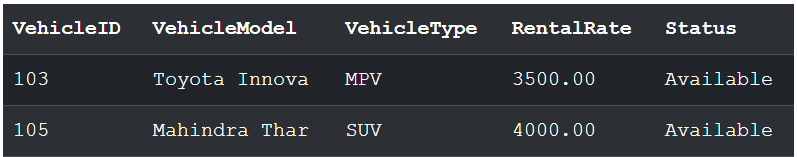 VehicleID VehicleModel VehicleType RentalRate Status
103 Toyota Innova MPV 3500.00 Available
105 Mahindra Thar SUV 4000.00 Available